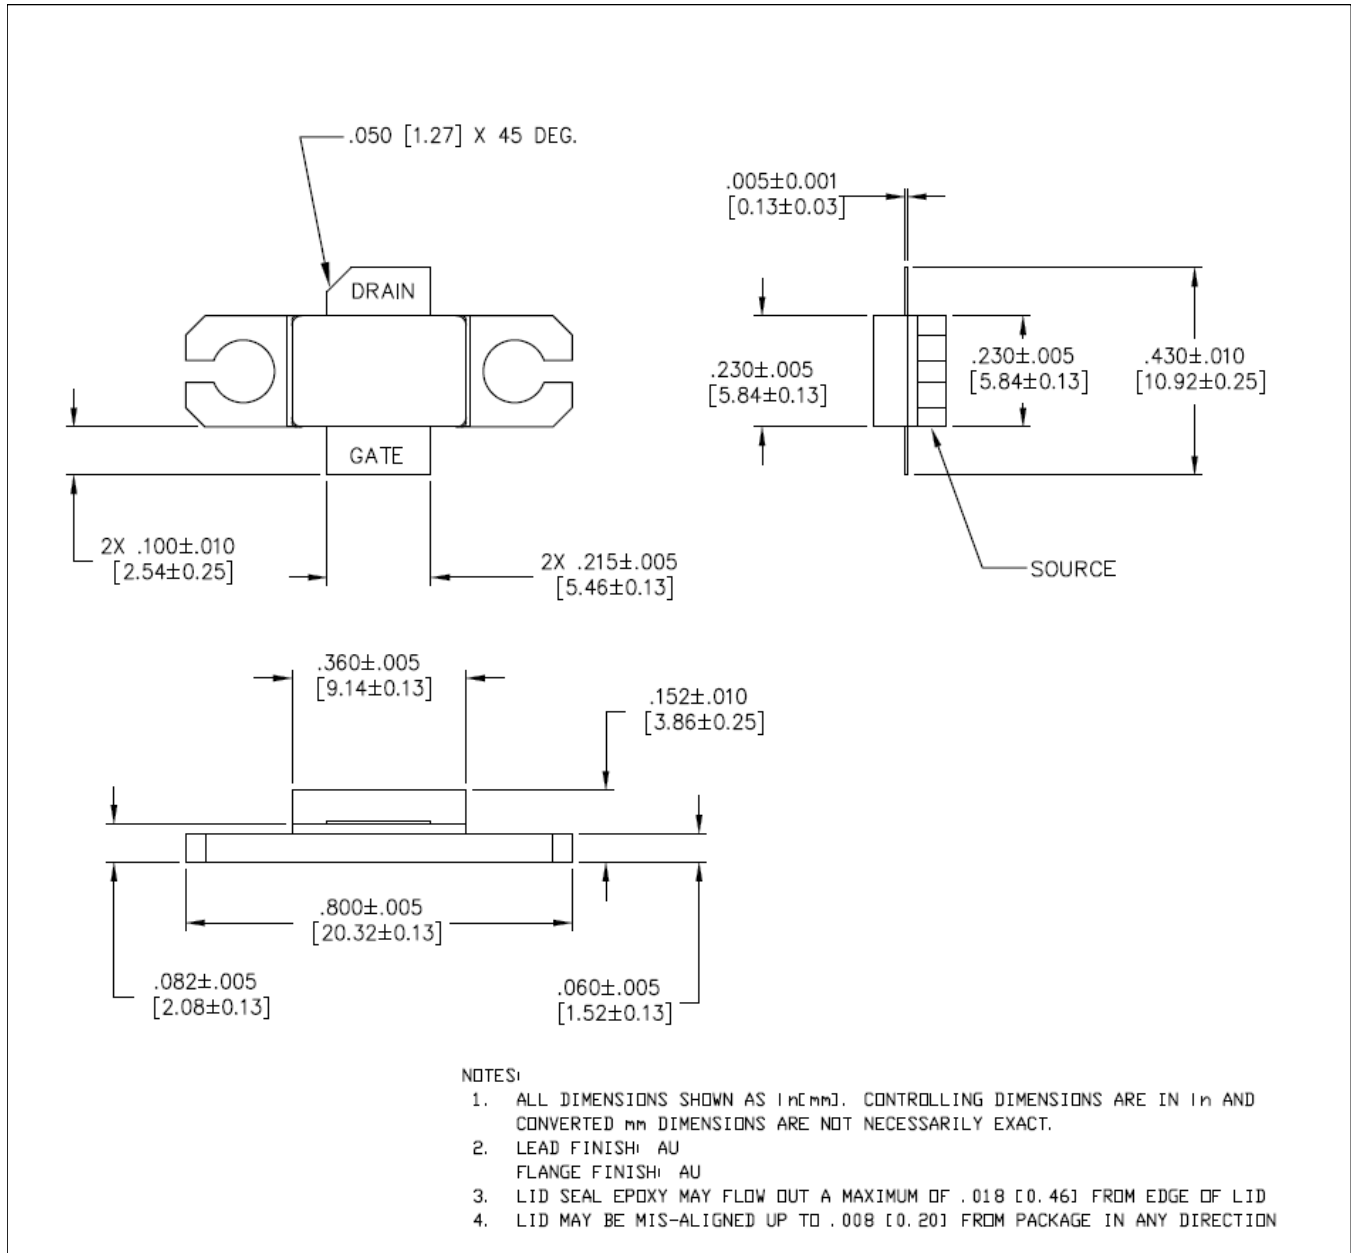 .050 [1.27] X 45 DEG.
.005±0.001
[0.13±0.03]
DRAIN
.230±.005
[5.84±0.13]
.230±.005
[5.84±0.13]
.430±.010
[10.92±0.25]
GATE
2X .100±.010
[2.54±0.25]
2X .215±.005
[5.46±0.13]
SOURCE
.360±.005
[9.14±0.13]
.152±.010
[3.86±0.25]
.800±.005
[20.32±0.13]
.082±.005
[2.08±0.13]
.060±.005
[1.52±0.13]
NOTES:
1. ALL DIMENSIONS SHOWN AS In[mm]. CONTROLLING DIMENSIONS ARE IN In AND
CONVERTED mm DIMENSIONS ARE NOT NECESSARILY EXACT.
2. LEAD FINISH: AU
FLANGE FINISH: AU
3. LID SEAL EPOXY MAY FLOW OUT A MAXIMUM OF .018 [0.46] FROM EDGE OF LID
4. LID MAY BE MIS-ALIGNED UP TO .008 [0.20] FROM PACKAGE IN ANY DIRECTION